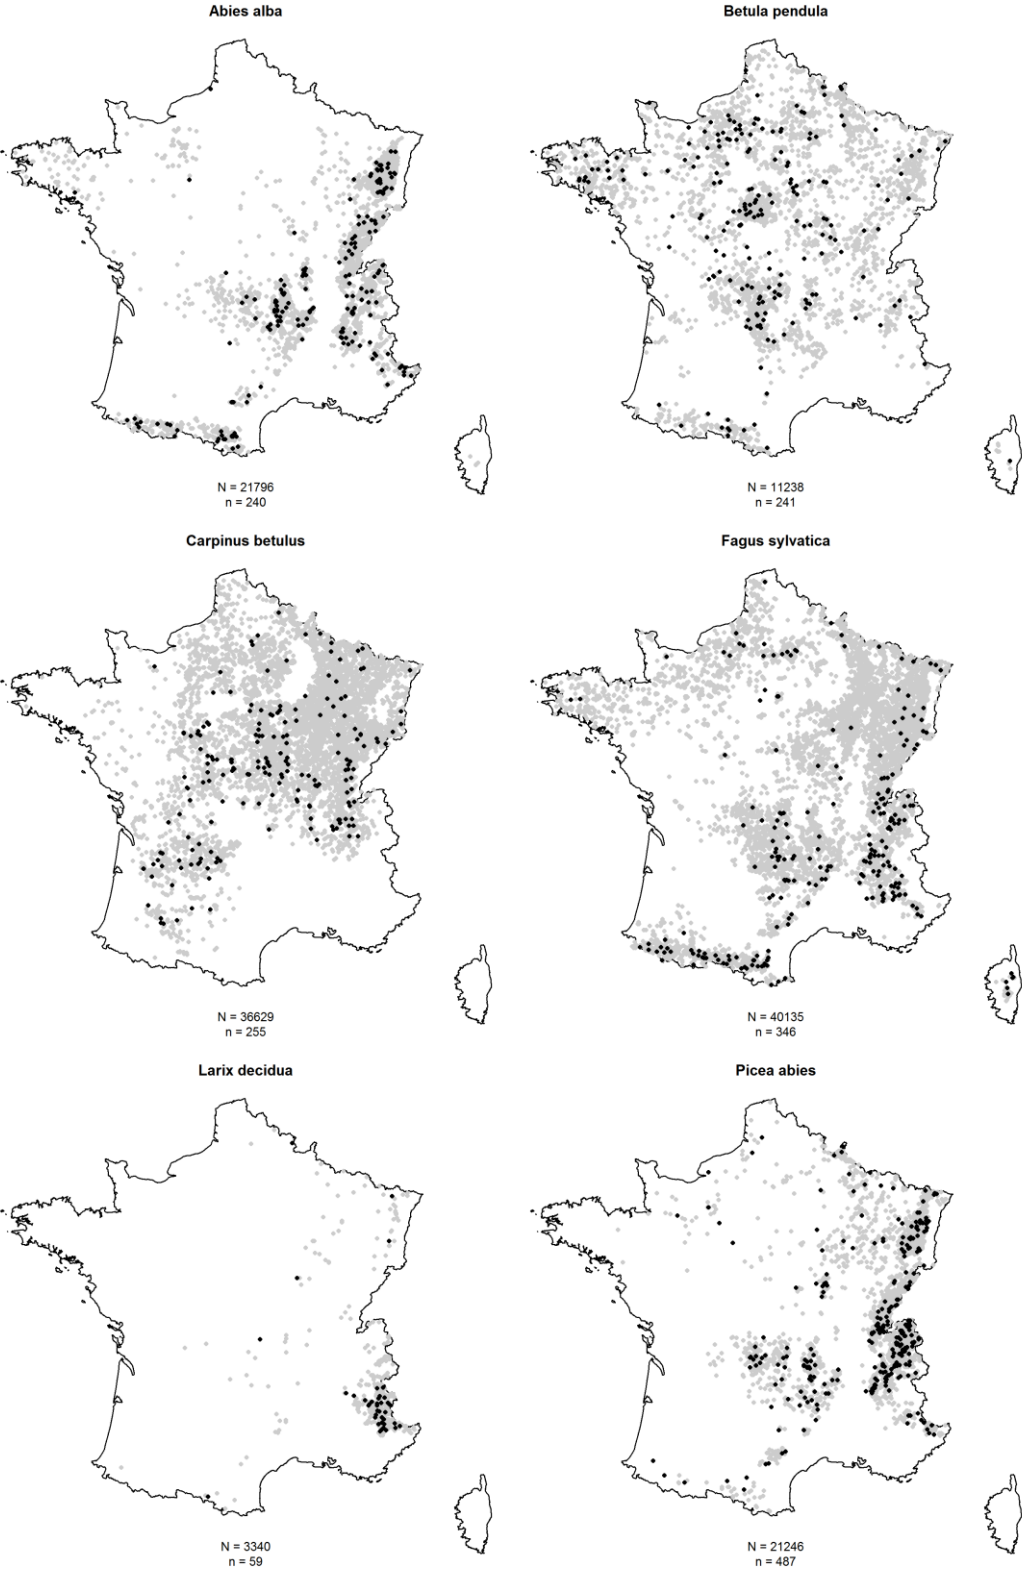 Abies alba
Betula pendula
N = 21796
n = 240
N = 11238
n = 241
Carpinus betulus
Fagus sylvatica
N = 36629
n = 255
N = 40135
n = 346
Larix decidua
Picea abies
N = 3340
n = 59
N = 21246
n = 487